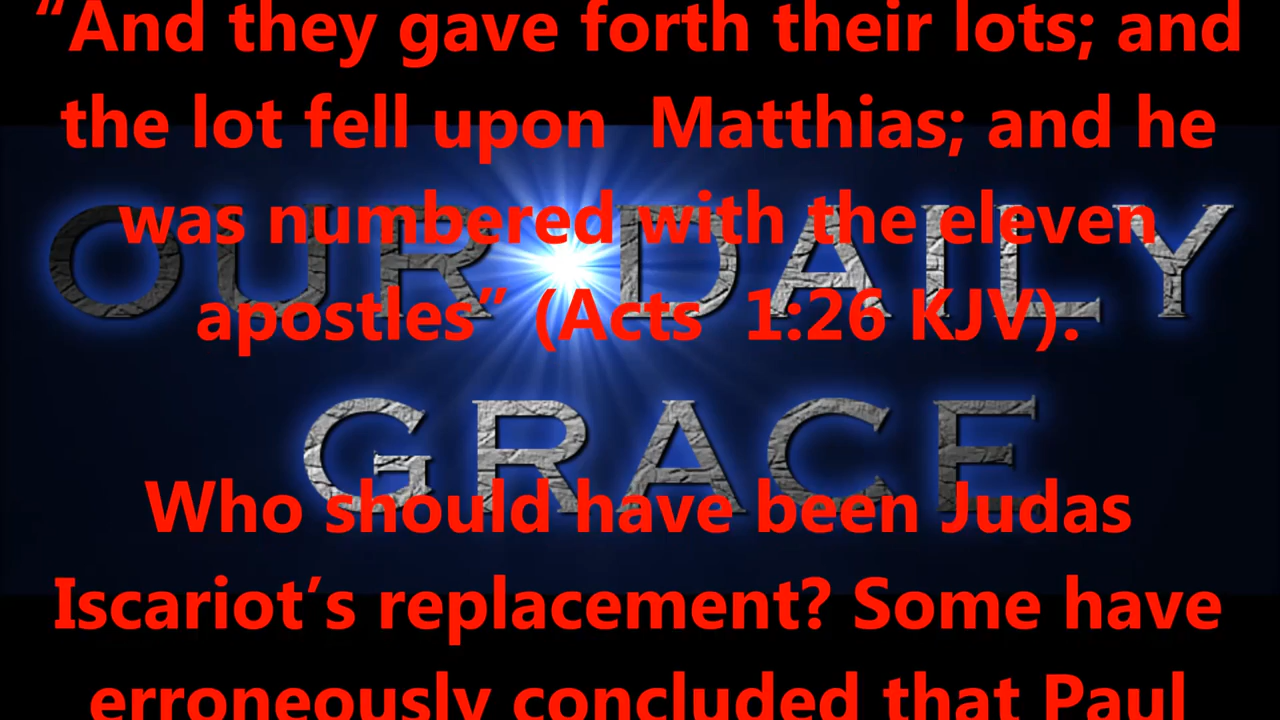 “And they gave forth their lots; and
the lot fell upon Matthias; and he
was numbered with the eleven
apostles” (Acts 1:26 KJV).
Who should have been Judas
Iscariot’s replacement? Some have
erroneously concluded that Paul
OUR DAILY
GRACE